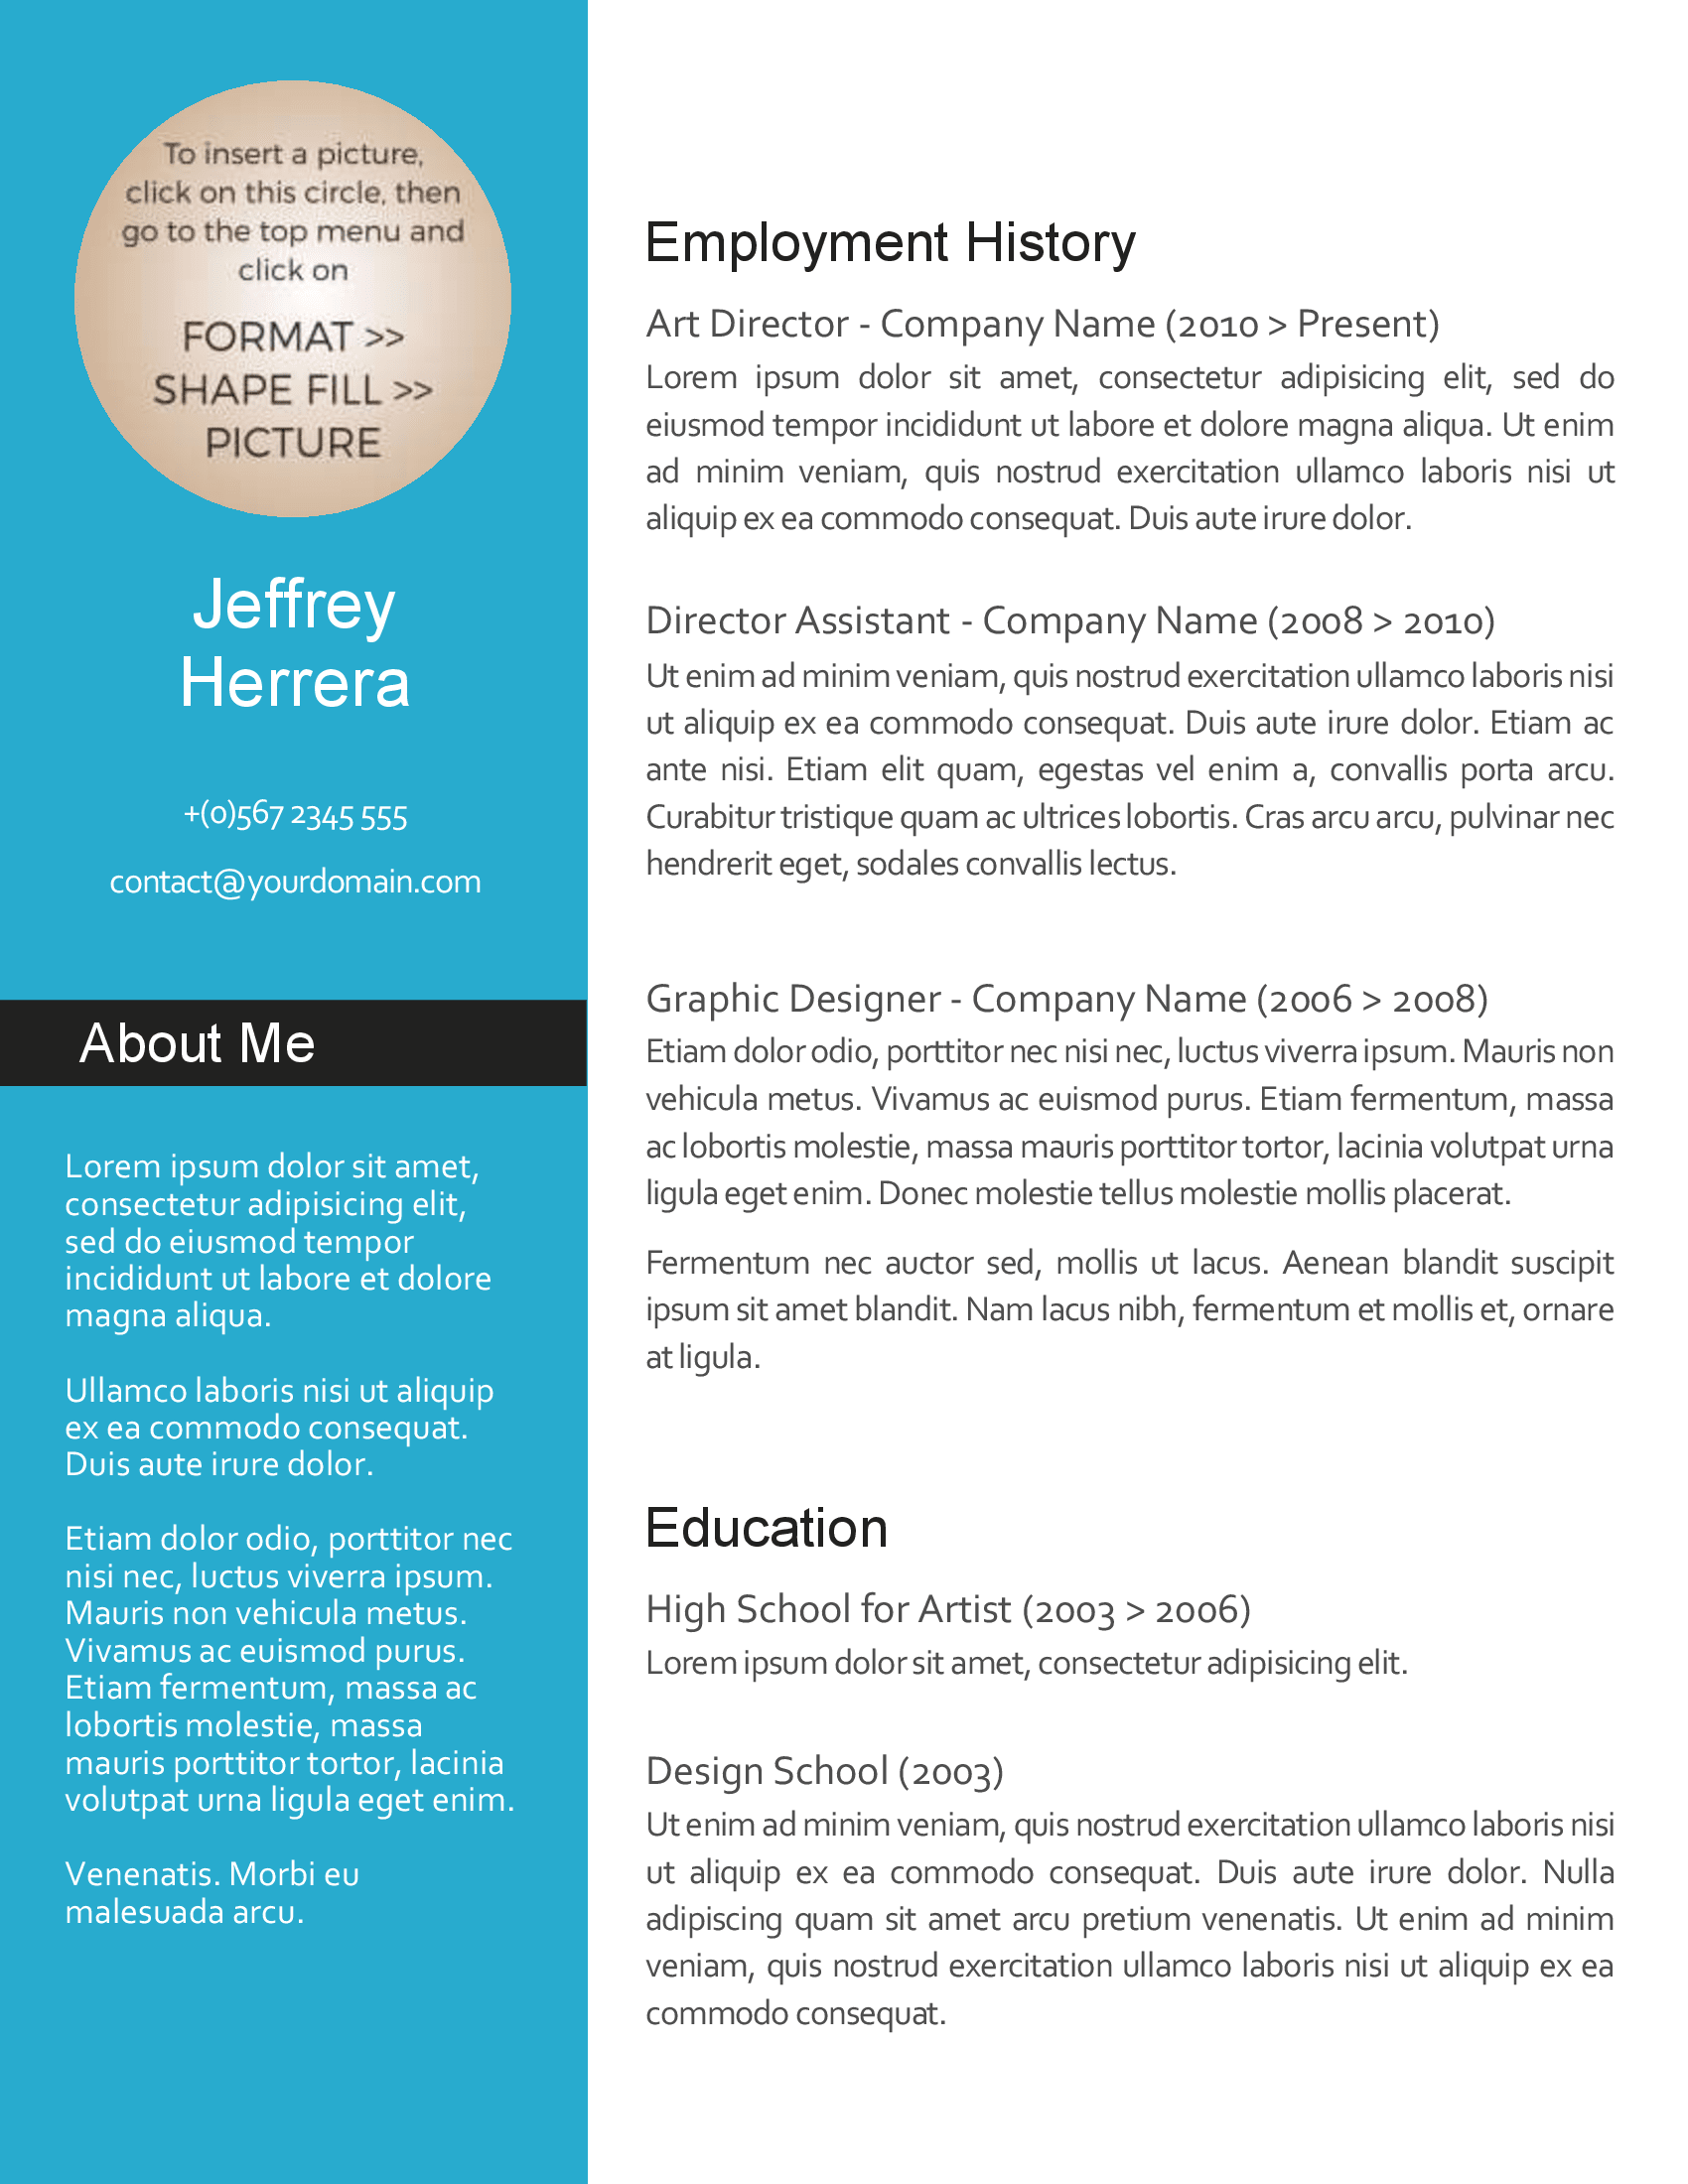 To insert a picture,
click on this circle, then
go to the top menu and
click on
FORMAT >>
SHAPE FILL >>
PICTURE
Jeffrey
Herrera
+(0)567 2345 555
contact@yourdomain.com
About Me
Lorem ipsum dolor sit amet,
consectetur adipisicing elit,
sed do eiusmod tempor
incididunt ut labore et dolore
magna aliqua.
Ullamco laboris nisi ut aliquip
ex ea commodo consequat.
Duis aute irure dolor.
Etiam dolor odio, porttitor nec
nisi nec, luctus viverra ipsum.
Mauris non vehicula metus.
Vivamus ac euismod purus.
Etiam fermentum, massa ac
lobortis molestie, massa
mauris porttitor tortor, lacinia
volutpat urna ligula eget enim.
Venenatis. Morbi eu
malesuada arcu.
Employment History
Art Director - Company Name (2010 > Present)
Lorem ipsum dolor sit amet, consectetur adipisicing elit, sed do
eiusmod tempor incididunt ut labore et dolore magna aliqua. Ut enim
ad minim veniam, quis nostrud exercitation ullamco laboris nisi ut
aliquip ex ea commodo consequat. Duis aute irure dolor.
Director Assistant - Company Name (2008 > 2010)
Ut enim ad minim veniam, quis nostrud exercitation ullamco laboris nisi
ut aliquip ex ea commodo consequat. Duis aute irure dolor. Etiam ac
ante nisi. Etiam elit quam, egestas vel enim a, convallis porta arcu.
Curabitur tristique quam ac ultrices lobortis. Cras arcu arcu, pulvinar nec
hendrerit eget, sodales convallis lectus.
Graphic Designer - Company Name (2006 > 2008)
Etiam dolor odio, porttitor nec nisi nec, luctus viverra ipsum. Mauris non
vehicula metus. Vivamus ac euismod purus. Etiam fermentum, massa
ac lobortis molestie, massa mauris porttitor tortor, lacinia volutpat urna
ligula eget enim. Donec molestie tellus molestie mollis placerat.
Fermentum nec auctor sed, mollis ut lacus. Aenean blandit suscipit
ipsum sit amet blandit. Nam lacus nibh, fermentum et mollis et, ornare
at ligula.
Education
High School for Artist (2003 > 2006)
Lorem ipsum dolor sit amet, consectetur adipisicing elit.
Design School (2003)
Ut enim ad minim veniam, quis nostrud exercitation ullamco laboris nisi
ut aliquip ex ea commodo consequat. Duis aute irure dolor. Nulla
adipiscing quam sit amet arcu pretium venenatis. Ut enim ad minim
veniam, quis nostrud exercitation ullamco laboris nisi ut aliquip ex ea
commodo consequat.